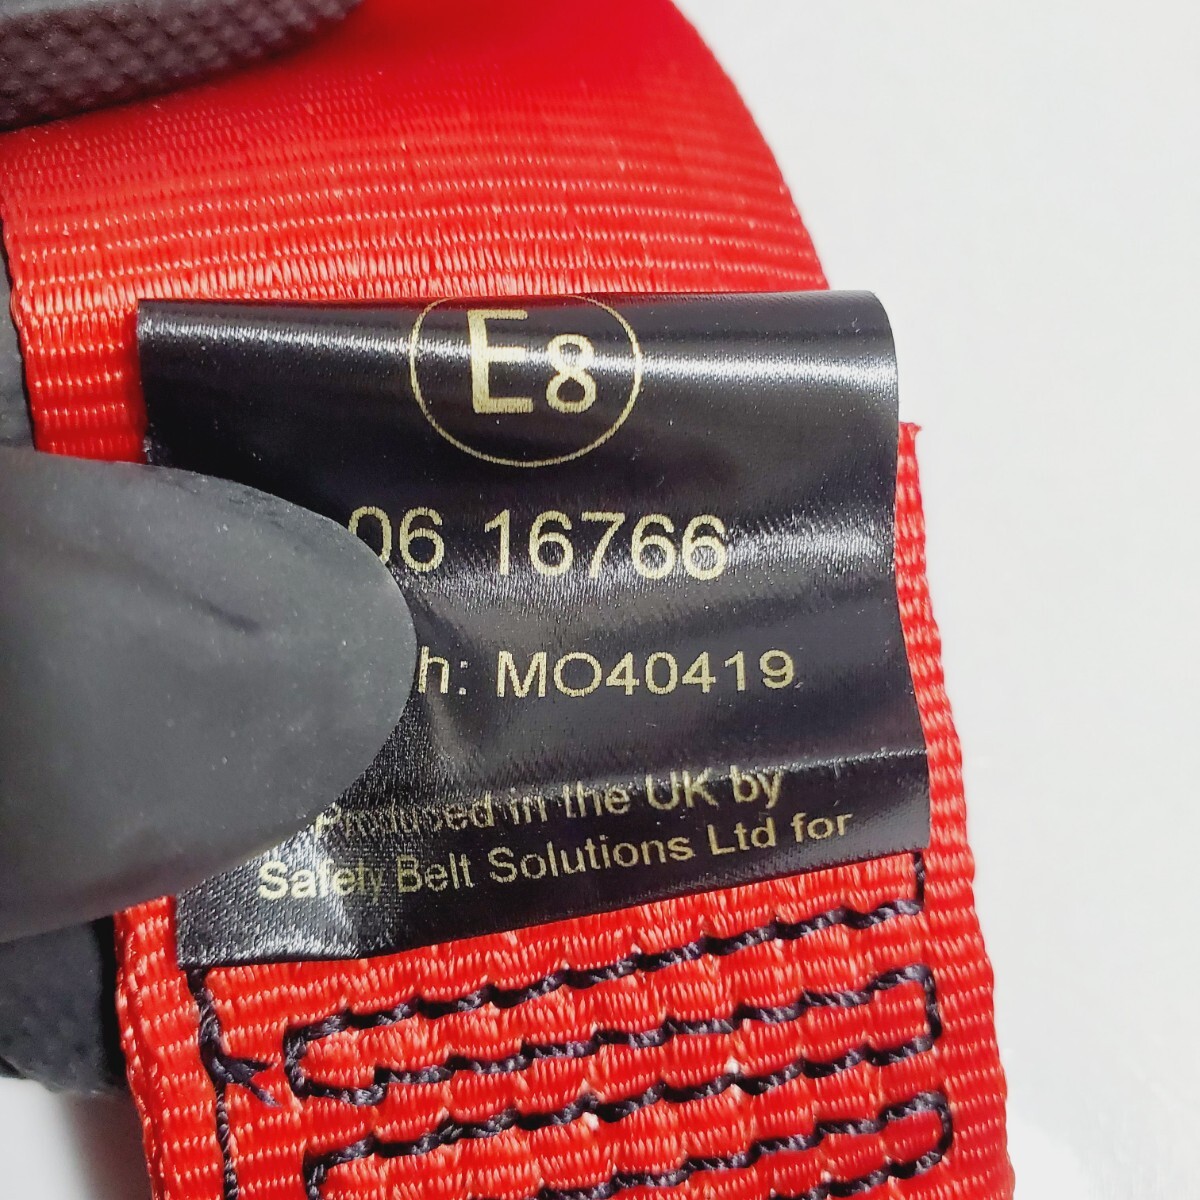 E8
06 16766
h: MO40419
Produced in the UK by
Safety Belt Solutions Ltd for